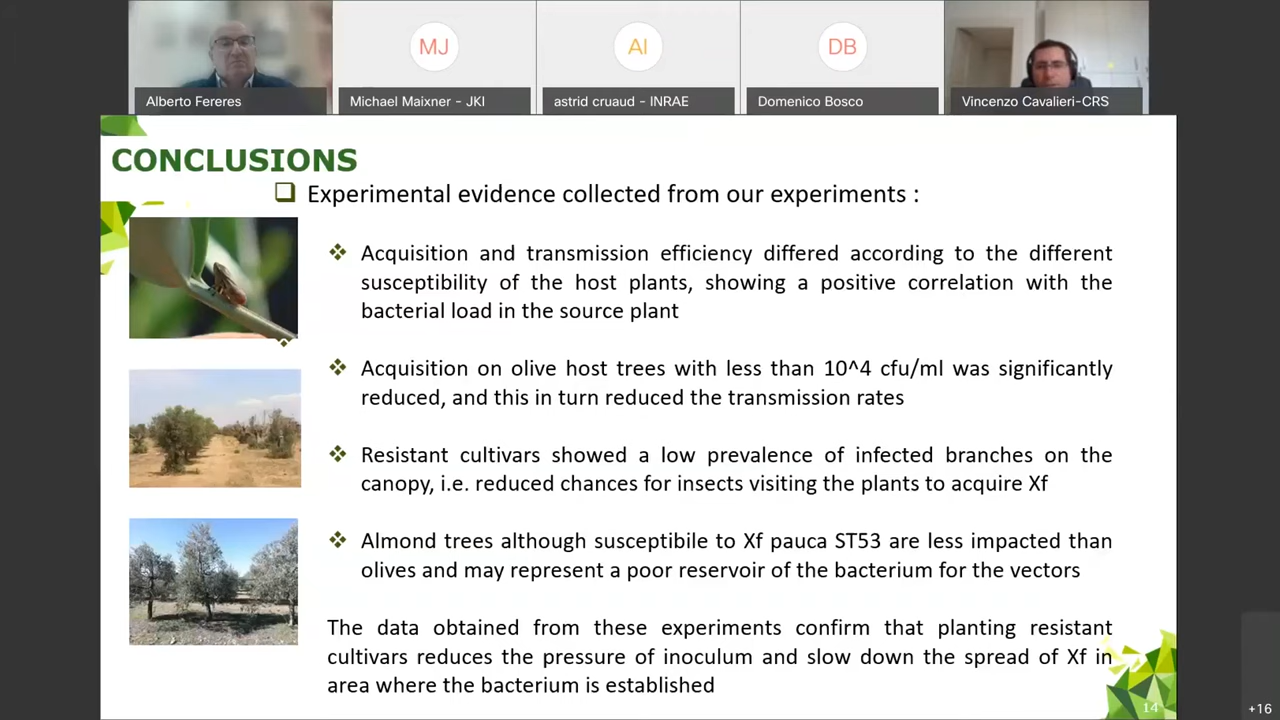 MJ
AI
DB
Alberto Fereres
Michael Maixner - JKI
astrid cruaud - INRAE
Domenico Bosco
Vincenzo Cavalieri-CRS
CONCLUSIONS
Experimental evidence collected from our experiments :
Acquisition and transmission efficiency differed according to the different
susceptibility of the host plants, showing a positive correlation with the
bacterial load in the source plant
Acquisition on olive host trees with less than 10^4 cfu/ml was significantly
reduced, and this in turn reduced the transmission rates
Resistant cultivars showed a low prevalence of infected branches on the
canopy, i.e. reduced chances for insects visiting the plants to acquire Xf
Almond trees although susceptibile to Xf pauca ST53 are less impacted than
olives and may represent a poor reservoir of the bacterium for the vectors
The data obtained from these experiments confirm that planting resistant
cultivars reduces the pressure of inoculum and slow down the spread of Xf in
area where the bacterium is established
14
+16